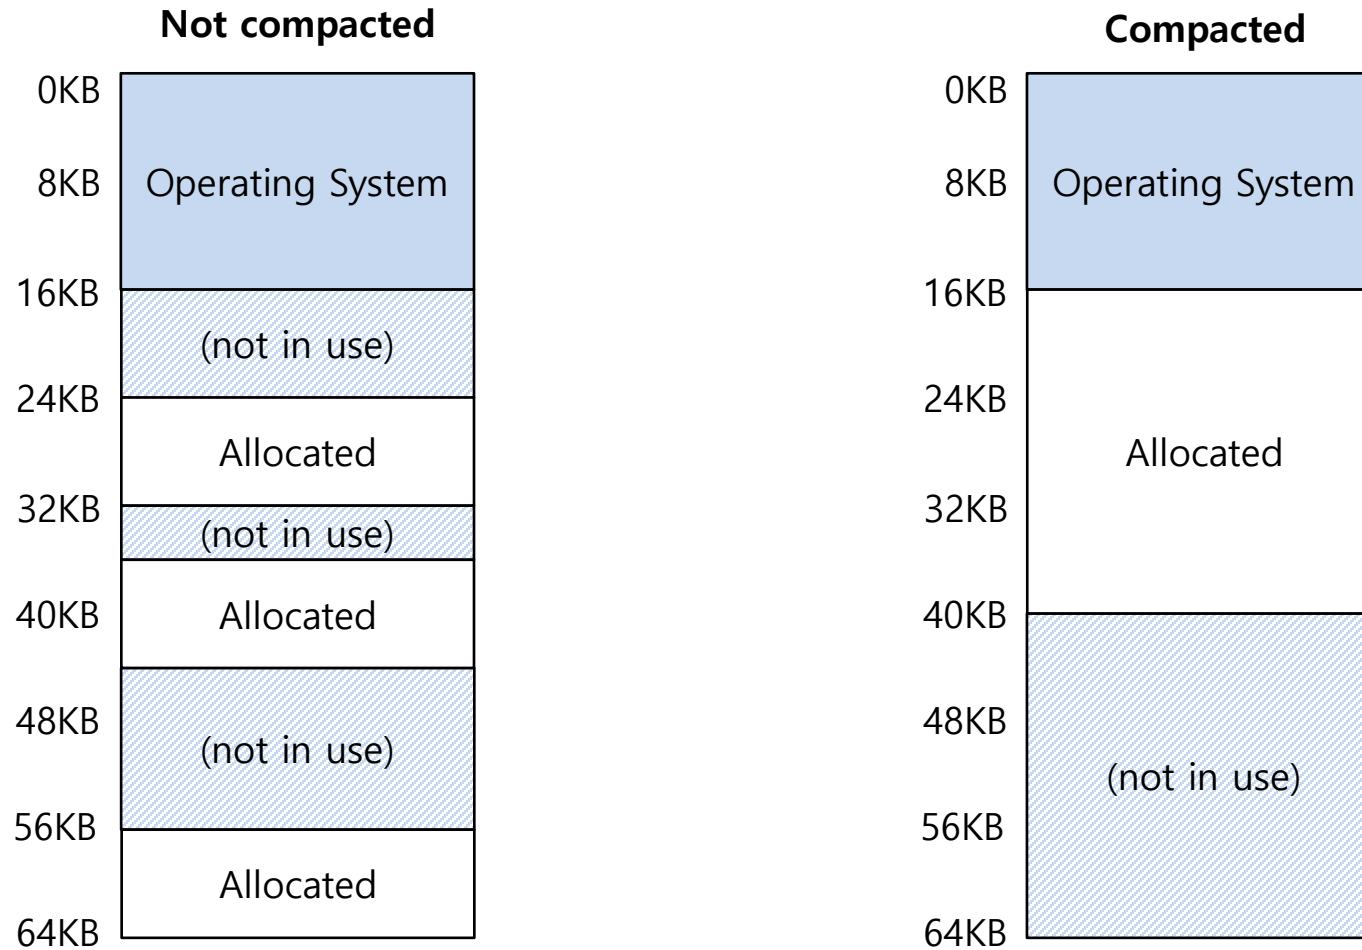 Not compacted
0KB
8KB
Operating System
16KB
(not in use)
24KB
Allocated
32KB
(not in use)
40KB
Allocated
48KB
(not in use)
56KB
Allocated
64KB
Compacted
0KB
8KB
Operating System
16KB
24KB
Allocated
32KB
40KB
48KB
(not in use)
56KB
64KB